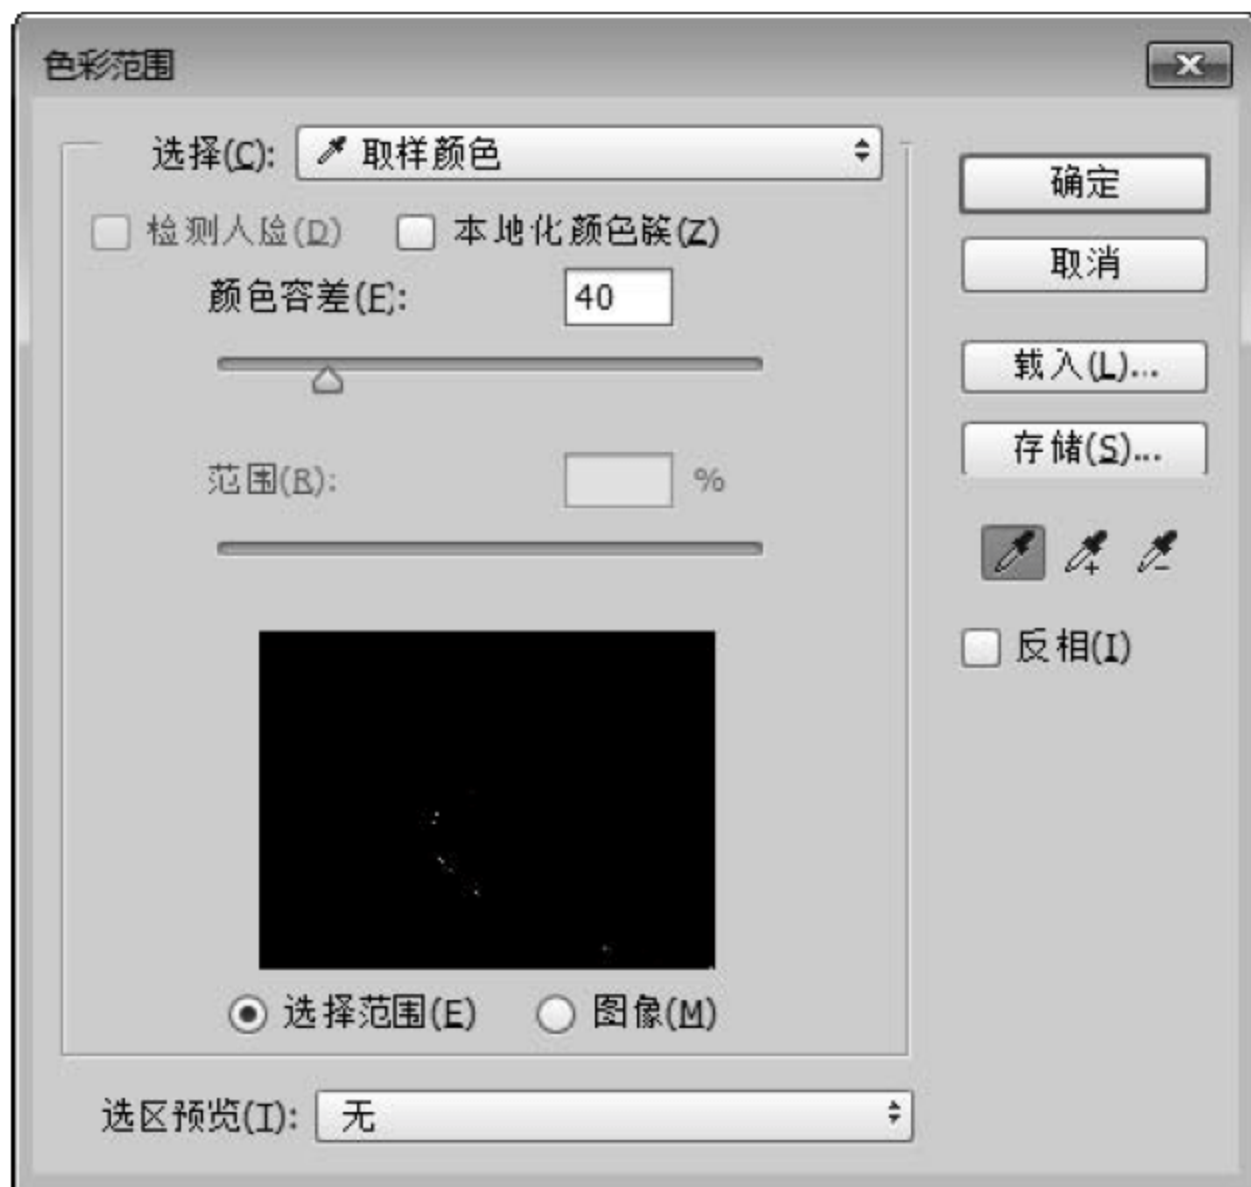 色彩范围
选择(C): 取样颜色
检测人脸(D) 本地化颜色簇(Z)
颜色容差(F): 40
范围(R): %
选择范围(E) 图像(M)
选区预览(T): 无
确定
取消
载入(L)...
存储(S)...
反相(I)